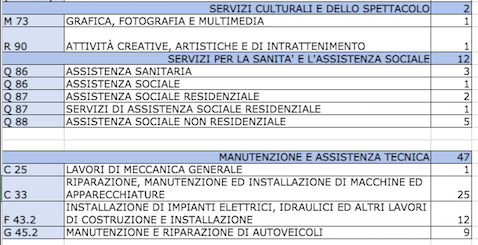 SERVIZI CULTURALI E DELLO SPETTACOLO 2
M 73 GRAFICA, FOTOGRAFIA E MULTIMEDIA 1
R 90 ATTIVITÀ CREATIVE, ARTISTICHE E DI INTRATTENIMENTO 1
SERVIZI PER LA SANITA' E L'ASSISTENZA SOCIALE 12
Q 86 ASSISTENZA SANITARIA 3
Q 86 ASSISTENZA SOCIALE 1
Q 87 ASSISTENZA SOCIALE RESIDENZIALE 2
Q 87 SERVIZI DI ASSISTENZA SOCIALE RESIDENZIALE 1
Q 88 ASSISTENZA SOCIALE NON RESIDENZIALE 5
MANUTENZIONE E ASSISTENZA TECNICA 47
C 25 LAVORI DI MECCANICA GENERALE 1
RIPARAZIONE, MANUTENZIONE ED INSTALLAZIONE DI MACCHINE ED
C 33 APPARECCHIATURE 25
INSTALLAZIONE DI IMPIANTI ELETTRICI, IDRAULICI ED ALTRI LAVORI
F 43.2 DI COSTRUZIONE E INSTALLAZIONE 12
G 45.2 MANUTENZIONE E RIPARAZIONE DI AUTOVEICOLI 9